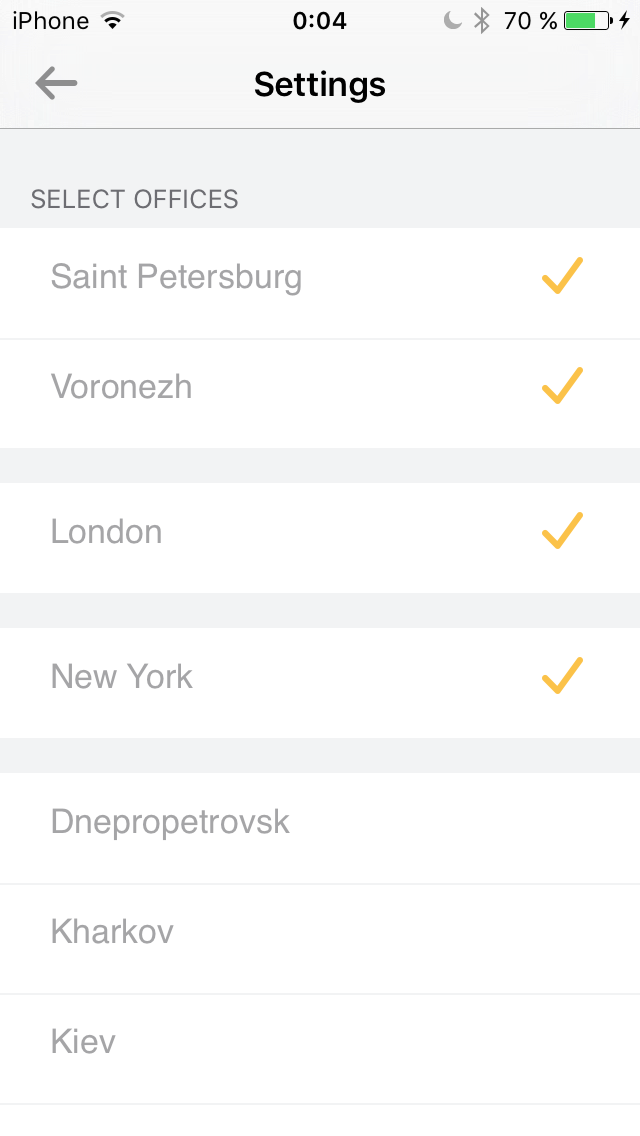 iPhone 0:04 70 %
Settings
SELECT OFFICES
Saint Petersburg
Voronezh
London
New York
Dnepropetrovsk
Kharkov
Kiev